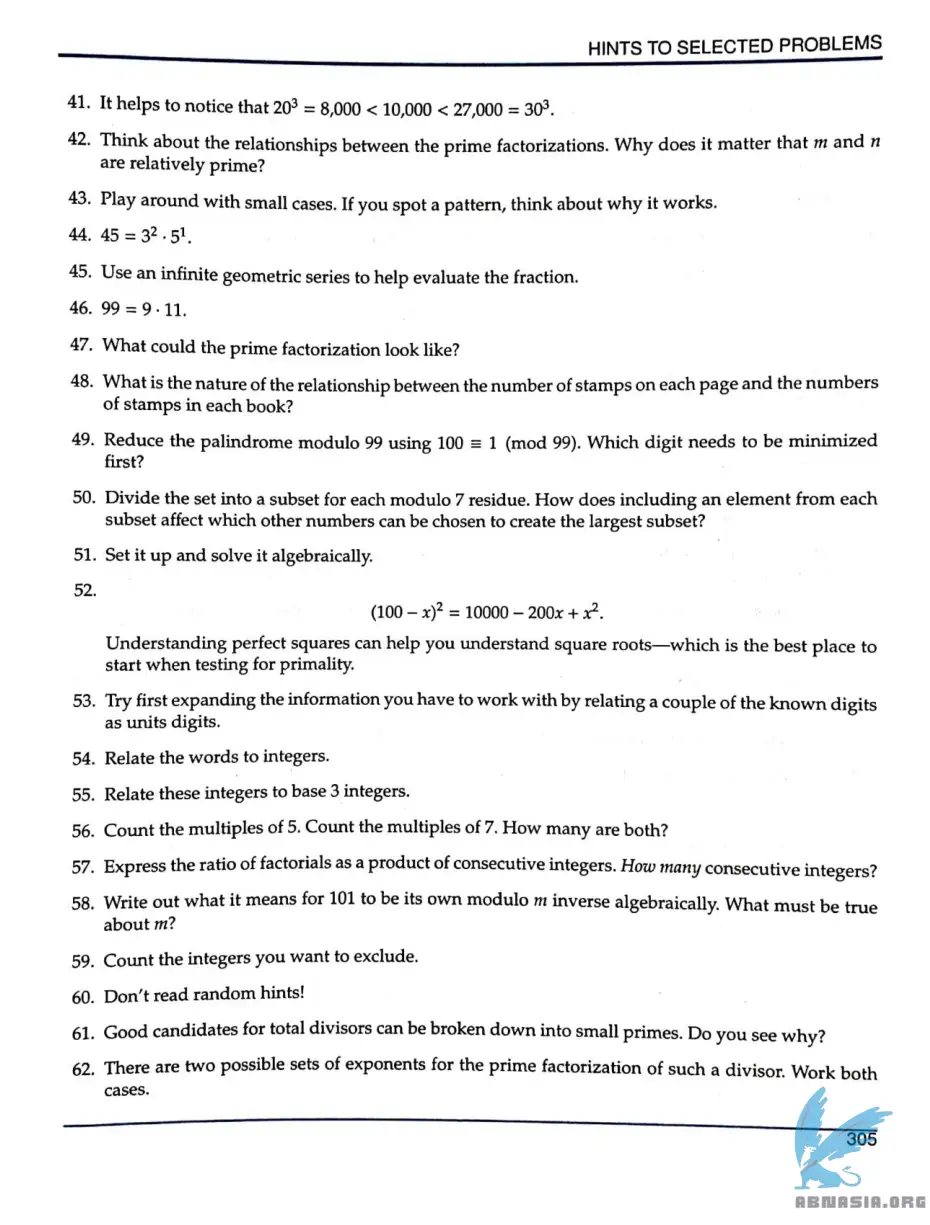 HINTS TO SELECTED PROBLEMS
41. It helps to notice that 20³ = 8,000 < 10,000 < 27,000 = 30³.
42. Think about the relationships between the prime factorizations. Why does it matter that m and n
are relatively prime?
43. Play around with small cases. If you spot a pattern, think about why it works.
44. 45 = 3² · 5¹.
45. Use an infinite geometric series to help evaluate the fraction.
46. 99 = 9 · 11.
47. What could the prime factorization look like?
48. What is the nature of the relationship between the number of stamps on each page and the numbers
of stamps in each book?
49. Reduce the palindrome modulo 99 using 100 ≡ 1 (mod 99). Which digit needs to be minimized
first?
50. Divide the set into a subset for each modulo 7 residue. How does including an element from each
subset affect which other numbers can be chosen to create the largest subset?
51. Set it up and solve it algebraically.
52.
(100 − x)² = 10000 − 200x + x².
Understanding perfect squares can help you understand square roots—which is the best place to
start when testing for primality.
53. Try first expanding the information you have to work with by relating a couple of the known digits
as units digits.
54. Relate the words to integers.
55. Relate these integers to base 3 integers.
56. Count the multiples of 5. Count the multiples of 7. How many are both?
57. Express the ratio of factorials as a product of consecutive integers. How many consecutive integers?
58. Write out what it means for 101 to be its own modulo m inverse algebraically. What must be true
about m?
59. Count the integers you want to exclude.
60. Don't read random hints!
61. Good candidates for total divisors can be broken down into small primes. Do you see why?
62. There are two possible sets of exponents for the prime factorization of such a divisor. Work both
cases.
305
ABNASIA.ORG